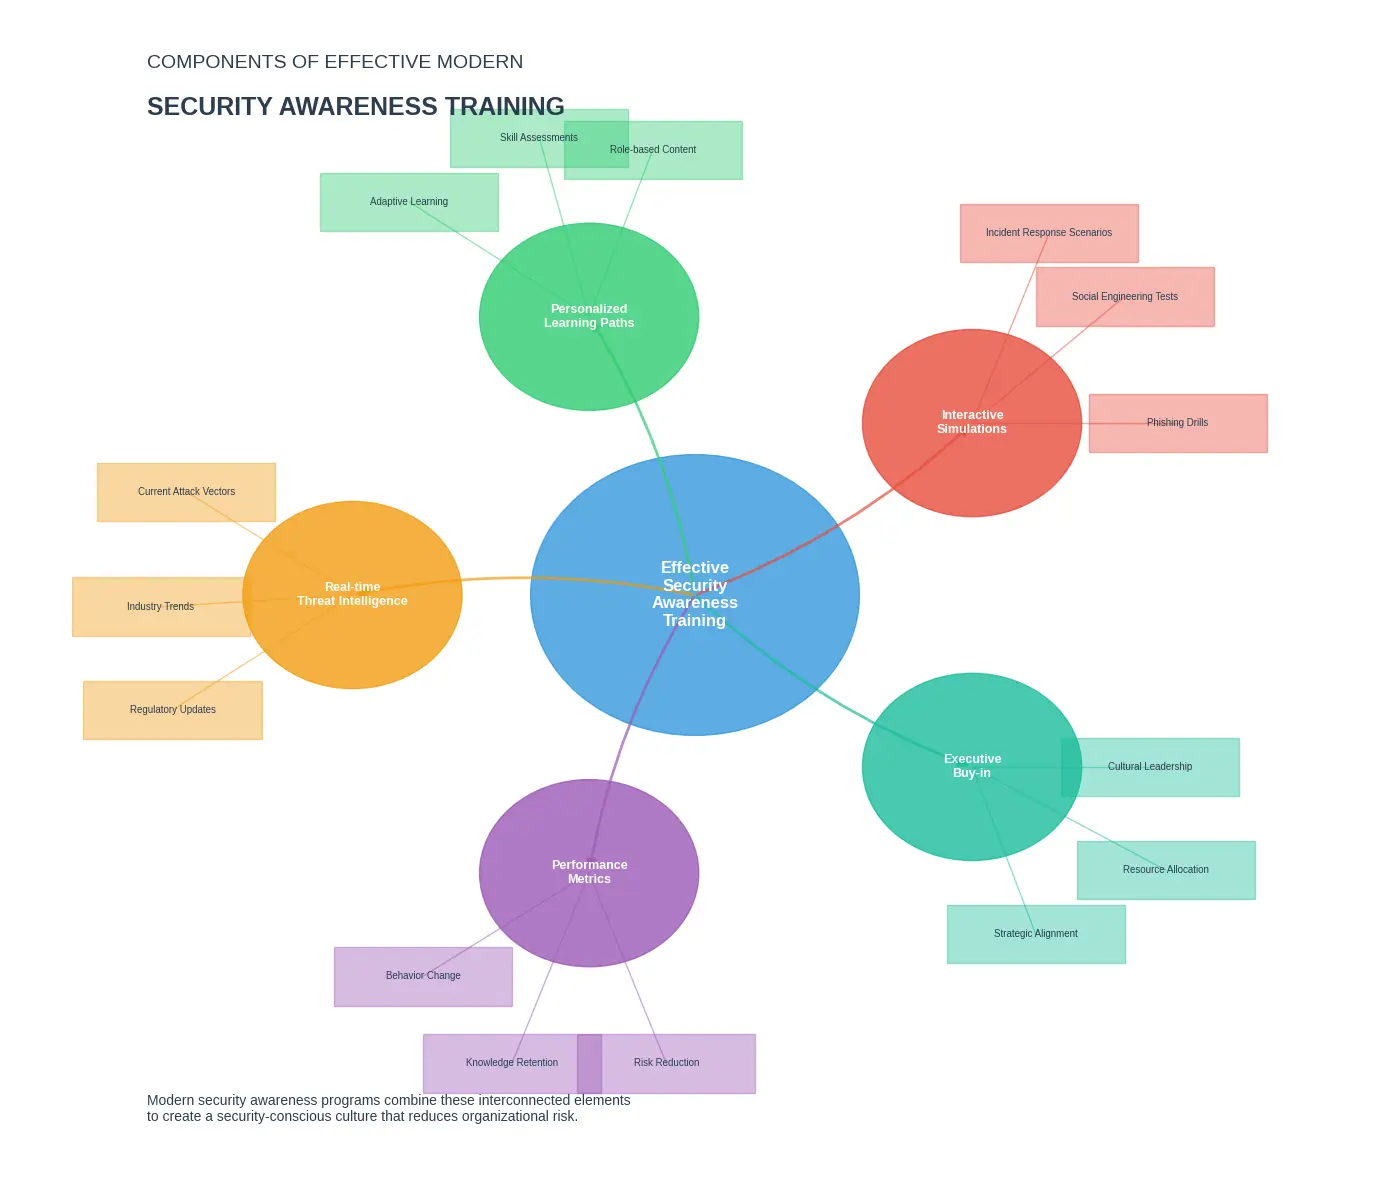 COMPONENTS OF EFFECTIVE MODERN
SECURITY AWARENESS TRAINING
Skill Assessments
Role-based Content
Adaptive Learning
Personalized
Learning Paths
Incident Response Scenarios
Social Engineering Tests
Phishing Drills
Interactive
Simulations
Current Attack Vectors
Industry Trends
Regulatory Updates
Real-time
Threat Intelligence
Effective
Security
Awareness
Training
Executive
Buy-in
Cultural Leadership
Resource Allocation
Strategic Alignment
Performance
Metrics
Behavior Change
Knowledge Retention
Risk Reduction
Modern security awareness programs combine these interconnected elements
to create a security-conscious culture that reduces organizational risk.